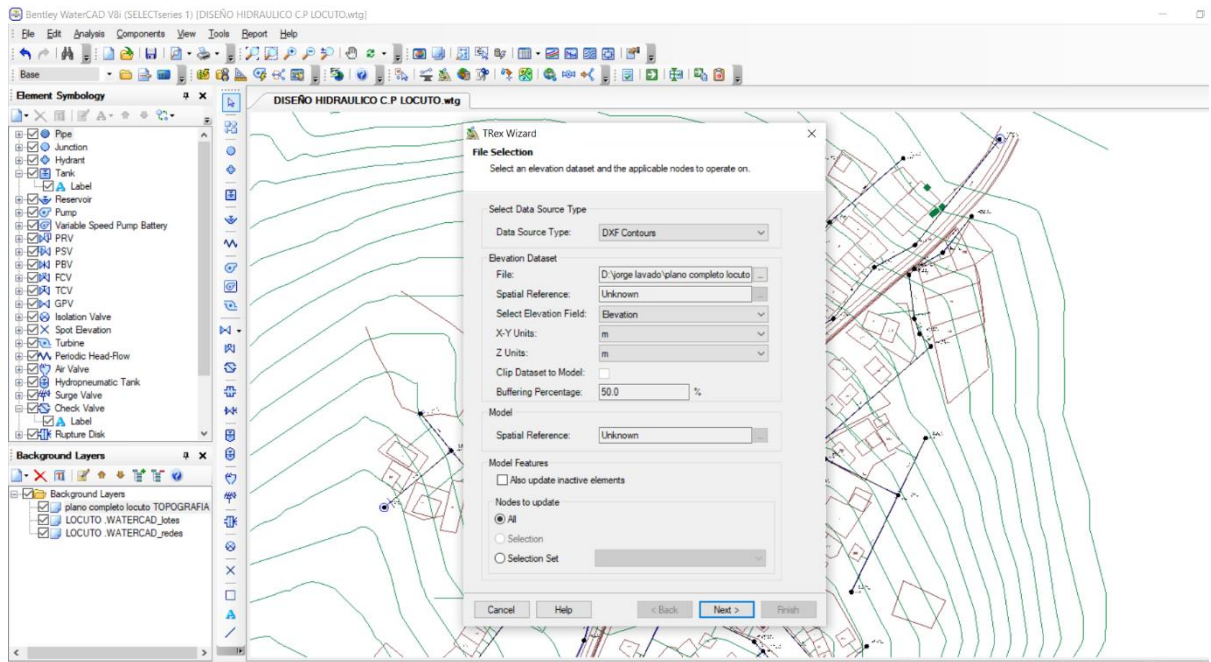 Bentley WaterCAD V8i (SELECTseries 1) [DISEÑO HIDRAULICO C.P LOCUTO.wtg]
File Edit Analysis Components View Tools Report Help
Base
Element Symbology
Pipe
Junction
Hydrant
Tank
Label
Reservoir
Pump
Variable Speed Pump Battery
PRV
PSV
PBV
FCV
TCV
GPV
Isolation Valve
Spot Elevation
Turbine
Periodic Head-Flow
Air Valve
Hydropneumatic Tank
Surge Valve
Check Valve
Label
Rupture Disk
Background Layers
Background Layers
plano completo locuto TOPOGRAFIA
LOCUTO .WATERCAD_lotes
LOCUTO .WATERCAD_redes
DISEÑO HIDRAULICO C.P LOCUTO.wtg
TRex Wizard
File Selection
Select an elevation dataset and the applicable nodes to operate on.
Select Data Source Type
Data Source Type: DXF Contours
Elevation Dataset
File: D:\jorge lavado\plano completo locuto ...
Spatial Reference: Unknown ...
Select Elevation Field: Elevation
X-Y Units: m
Z Units: m
Clip Dataset to Model:
Buffering Percentage: 50.0 %
Model
Spatial Reference: Unknown ...
Model Features
Also update inactive elements
Nodes to update
All
Selection
Selection Set
Cancel Help < Back Next > Finish